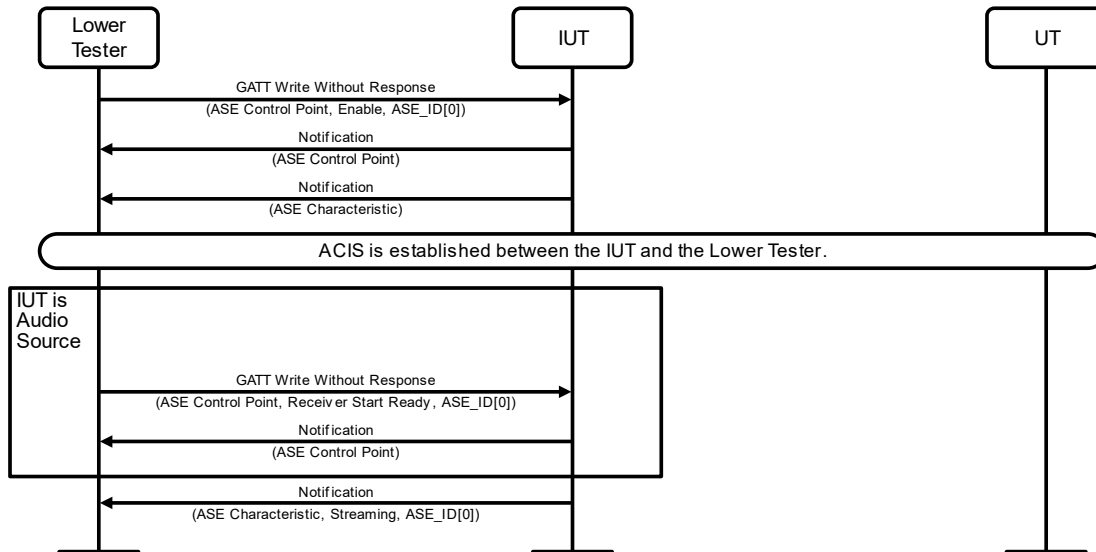 Lower
Tester
IUT
UT
GATT Write Without Response
(ASE Control Point, Enable, ASE_ID[0])
Notification
(ASE Control Point)
Notification
(ASE Characteristic)
ACIS is established between the IUT and the Lower Tester.
IUT is
Audio
Source
GATT Write Without Response
(ASE Control Point, Receiver Start Ready, ASE_ID[0])
Notification
(ASE Control Point)
Notification
(ASE Characteristic, Streaming, ASE_ID[0])